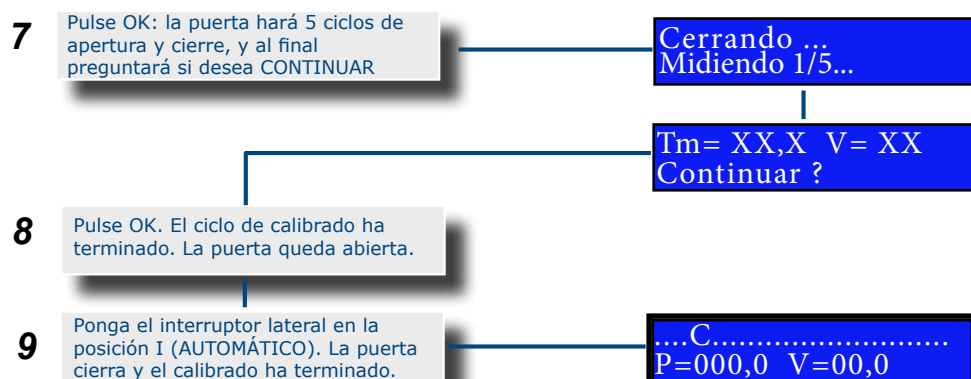 7
Pulse OK: la puerta hará 5 ciclos de
apertura y cierre, y al final
preguntará si desea CONTINUAR
Cerrando ...
Midiendo 1/5...
Tm= XX,X V= XX
Continuar ?
8
Pulse OK. El ciclo de calibrado ha
terminado. La puerta queda abierta.
9
Ponga el interruptor lateral en la
posición I (AUTOMÁTICO). La puerta
cierra y el calibrado ha terminado.
....C.........................
P=000,0 V=00,0